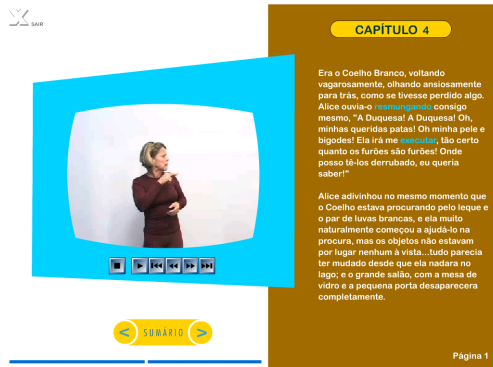 SAIR
CAPÍTULO 4
Era o Coelho Branco, voltando
vagarosamente, olhando ansiosamente
para trás, como se tivesse perdido algo.
Alice ouvia-o resmungando consigo
mesmo, "A Duquesa! A Duquesa! Oh,
minhas queridas patas! Oh minha pele e
bigodes! Ela irá me executar, tão certo
quanto os furões são furões! Onde
posso tê-los derrubado, eu queria
saber!"
Alice adivinhou no mesmo momento que
o Coelho estava procurando pelo leque e
o par de luvas brancas, e ela muito
naturalmente começou a ajudá-lo na
procura, mas os objetos não estavam
por lugar nenhum à vista...tudo parecia
ter mudado desde que ela nadara no
lago; e o grande salão, com a mesa de
vidro e a pequena porta desaparecera
completamente.
< SUMÁRIO >
Página 1